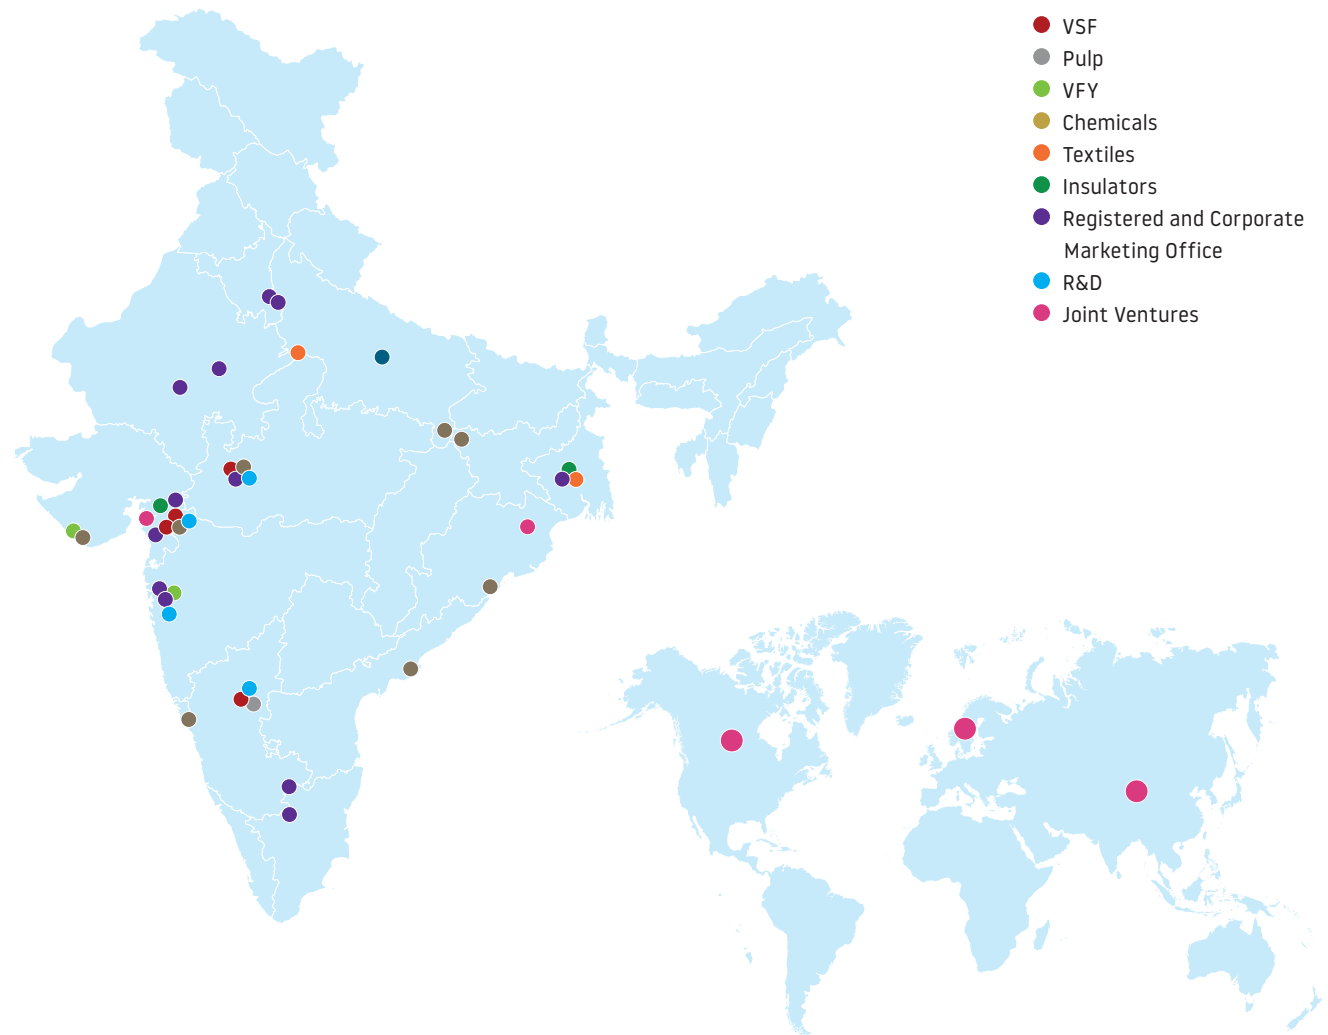 VSF
Pulp
VFY
Chemicals
Textiles
Insulators
Registered and Corporate
Marketing Office
R&D
Joint Ventures